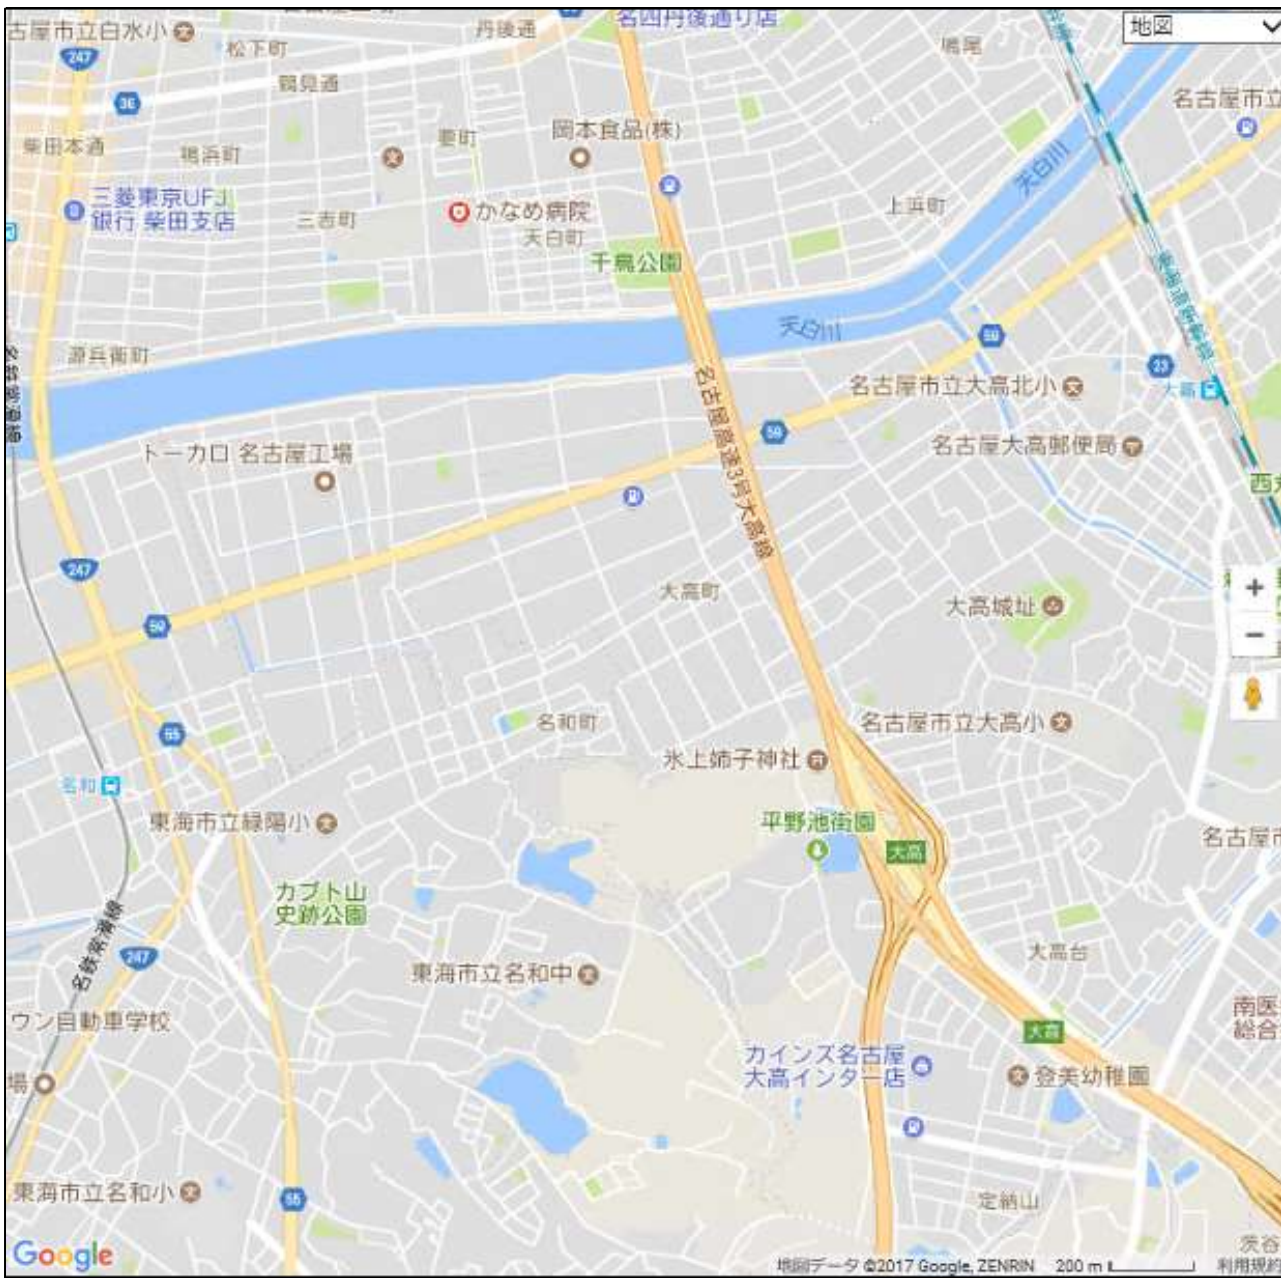 名四丹後通り店
地図
古屋市立白水小
松下町
丹後通
鳴尾
247
鶴見通
36
名古屋市立
柴田本通
鶴浜町
要町
岡本食品(株)
三菱東京UFJ
銀行 柴田支店
三吉町
かなめ病院
天白町
上浜町
天白川
千鳥公園
源兵衛町
天白川
59
23
大高
名古屋市立大高北小
名古屋高速3号大高線
59
名古屋大高郵便局
トーカロ 名古屋工場
247
大高町
大高城址
59
55
名和町
名古屋市立大高小
氷上姉子神社
名和
東海市立緑陽小
平野池街園
大高
名古屋市
カブト山
史跡公園
名鉄常滑線
247
東海市立名和中
大高台
ウン自動車学校
南医
総合
大高
カインズ名古屋
大高インター店
登美幼稚園
場
東海市立名和小
55
定納山
Google
地図データ ©2017 Google, ZENRIN
200 m
利用規約